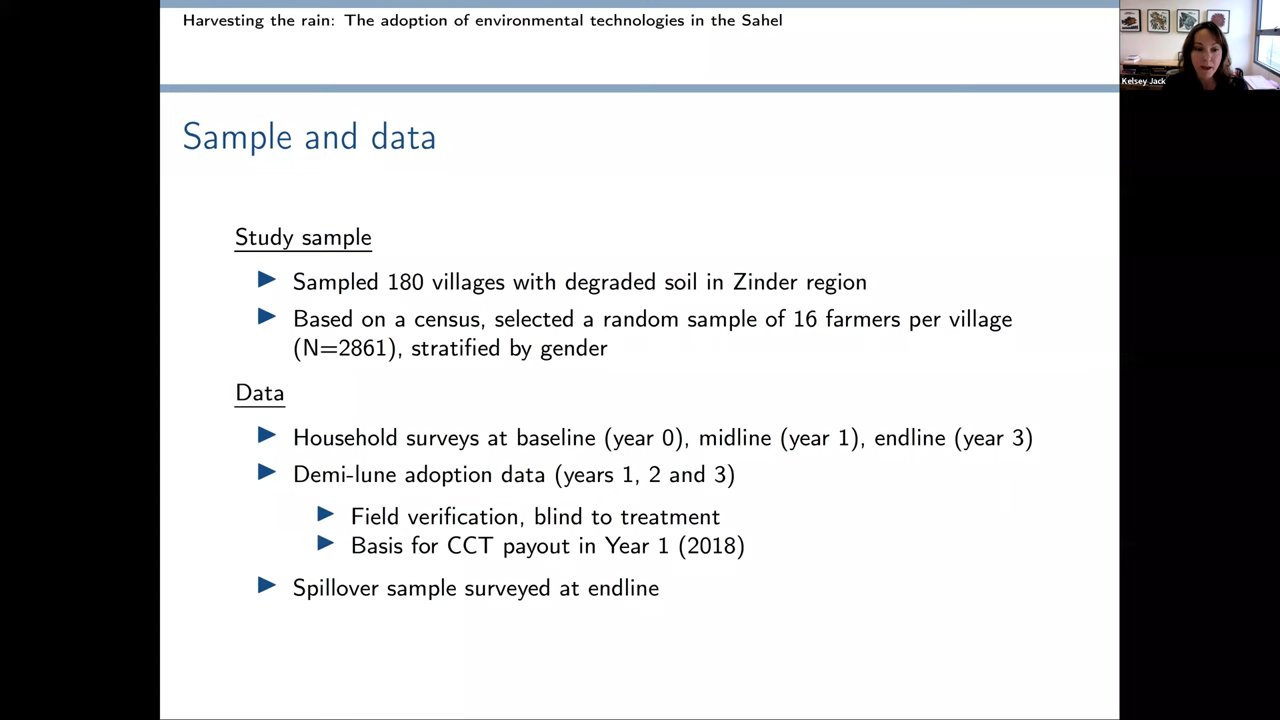 Harvesting the rain: The adoption of environmental technologies in the Sahel
Kelsey Jack
Sample and data
Study sample
Sampled 180 villages with degraded soil in Zinder region
Based on a census, selected a random sample of 16 farmers per village
(N=2861), stratified by gender
Data
Household surveys at baseline (year 0), midline (year 1), endline (year 3)
Demi-lune adoption data (years 1, 2 and 3)
Field verification, blind to treatment
Basis for CCT payout in Year 1 (2018)
Spillover sample surveyed at endline